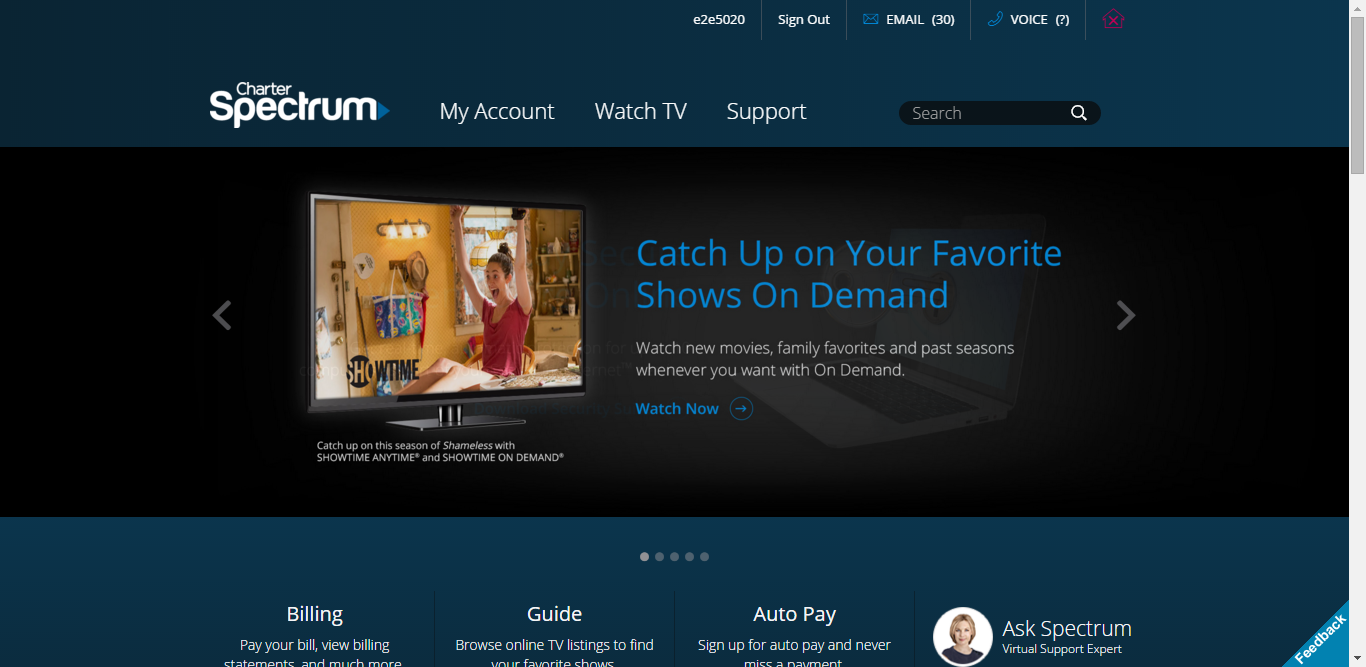 e2e5020
Sign Out
EMAIL (30)
VOICE (?)
Charter
Spectrum
My Account
Watch TV
Support
Search
Catch Up on Your Favorite
Shows On Demand
Watch new movies, family favorites and past seasons
whenever you want with On Demand.
Watch Now
SHOWTIME
Catch up on this season of Shameless with
SHOWTIME ANYTIME® and SHOWTIME ON DEMAND®
Billing
Pay your bill, view billing
statements, and much more
Guide
Browse online TV listings to find
your favorite shows
Auto Pay
Sign up for auto pay and never
miss a payment
Ask Spectrum
Virtual Support Expert
Feedback